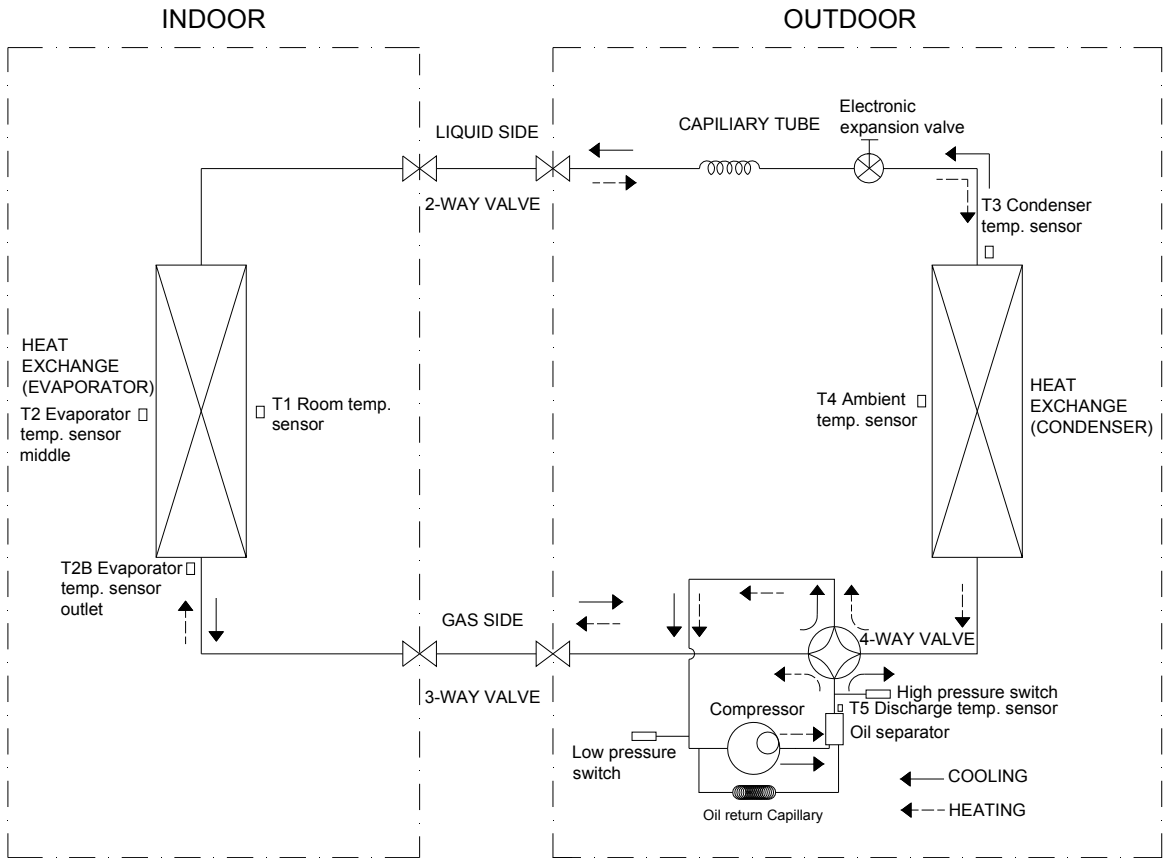 INDOOR
OUTDOOR
LIQUID SIDE
2-WAY VALVE
CAPILIARY TUBE
Electronic
expansion valve
T3 Condenser
temp. sensor
HEAT
EXCHANGE
(EVAPORATOR)
T2 Evaporator
temp. sensor
middle
T1 Room temp.
sensor
T4 Ambient
temp. sensor
HEAT
EXCHANGE
(CONDENSER)
T2B Evaporator
temp. sensor
outlet
GAS SIDE
3-WAY VALVE
4-WAY VALVE
High pressure switch
T5 Discharge temp. sensor
Compressor
Oil separator
Low pressure
switch
Oil return Capillary
COOLING
HEATING